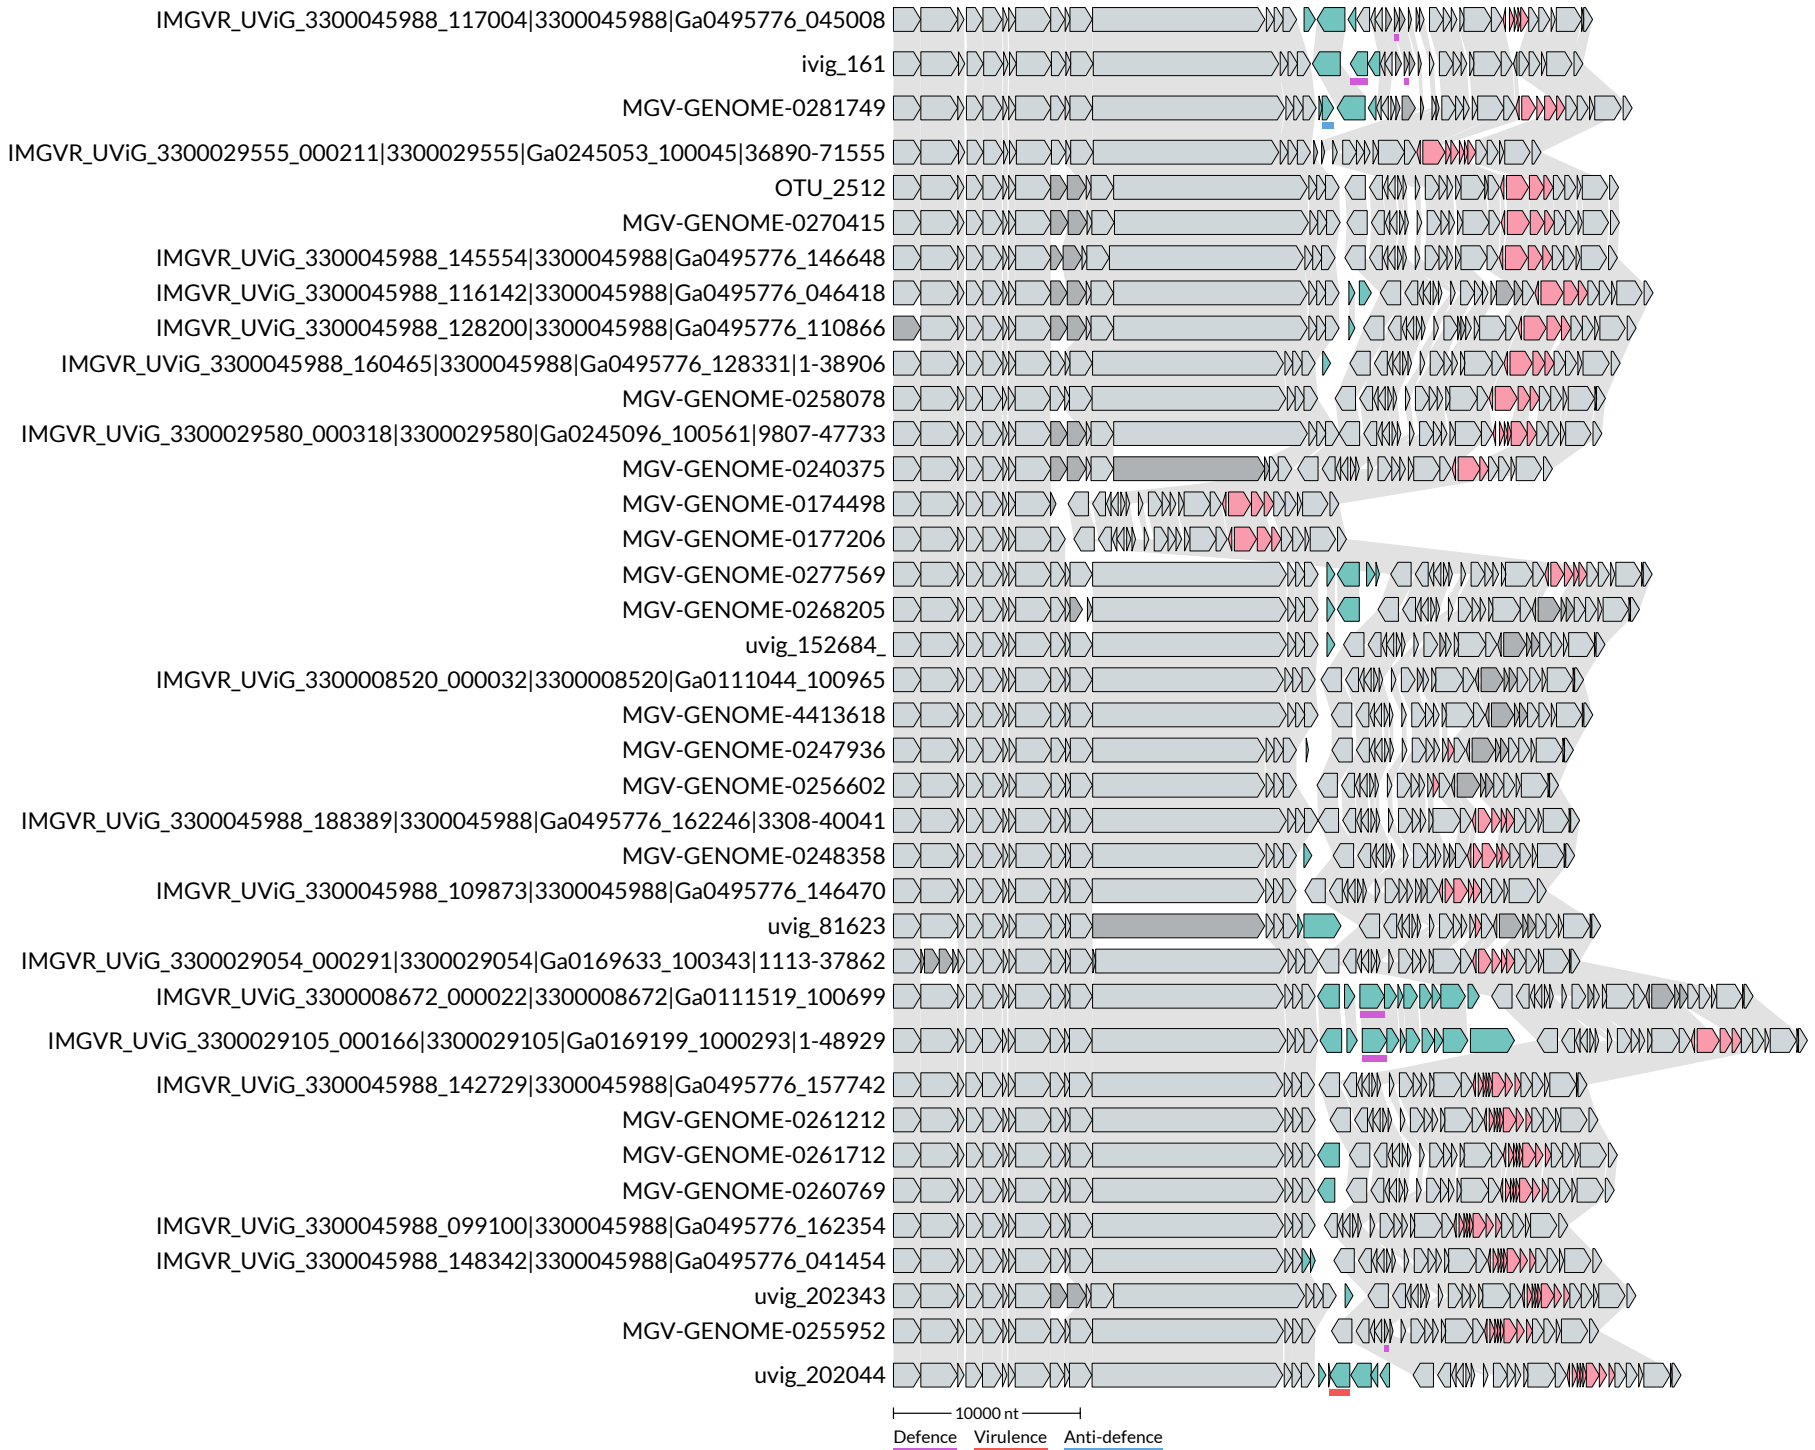 IMGVR_UViG_3300045988_117004|3300045988|Ga0495776_045008
ivig_161
MGV-GENOME-0281749
IMGVR_UViG_3300029555_000211|3300029555|Ga0245053_100045|36890-71555
OTU_2512
MGV-GENOME-0270415
IMGVR_UViG_3300045988_145554|3300045988|Ga0495776_146648
IMGVR_UViG_3300045988_116142|3300045988|Ga0495776_046418
IMGVR_UViG_3300045988_128200|3300045988|Ga0495776_110866
IMGVR_UViG_3300045988_160465|3300045988|Ga0495776_128331|1-38906
MGV-GENOME-0258078
IMGVR_UViG_3300029580_000318|3300029580|Ga0245096_100561|9807-47733
MGV-GENOME-0240375
MGV-GENOME-0174498
MGV-GENOME-0177206
MGV-GENOME-0277569
MGV-GENOME-0268205
uvig_152684_
IMGVR_UViG_3300008520_000032|3300008520|Ga0111044_100965
MGV-GENOME-4413618
MGV-GENOME-0247936
MGV-GENOME-0256602
IMGVR_UViG_3300045988_188389|3300045988|Ga0495776_162246|3308-40041
MGV-GENOME-0248358
IMGVR_UViG_3300045988_109873|3300045988|Ga0495776_146470
uvig_81623
IMGVR_UViG_3300029054_000291|3300029054|Ga0169633_100343|1113-37862
IMGVR_UViG_3300008672_000022|3300008672|Ga0111519_100699
IMGVR_UViG_3300029105_000166|3300029105|Ga0169199_1000293|1-48929
IMGVR_UViG_3300045988_142729|3300045988|Ga0495776_157742
MGV-GENOME-0261212
MGV-GENOME-0261712
MGV-GENOME-0260769
IMGVR_UViG_3300045988_099100|3300045988|Ga0495776_162354
IMGVR_UViG_3300045988_148342|3300045988|Ga0495776_041454
uvig_202343
MGV-GENOME-0255952
uvig_202044
10000 nt
Defence Virulence Anti-defence